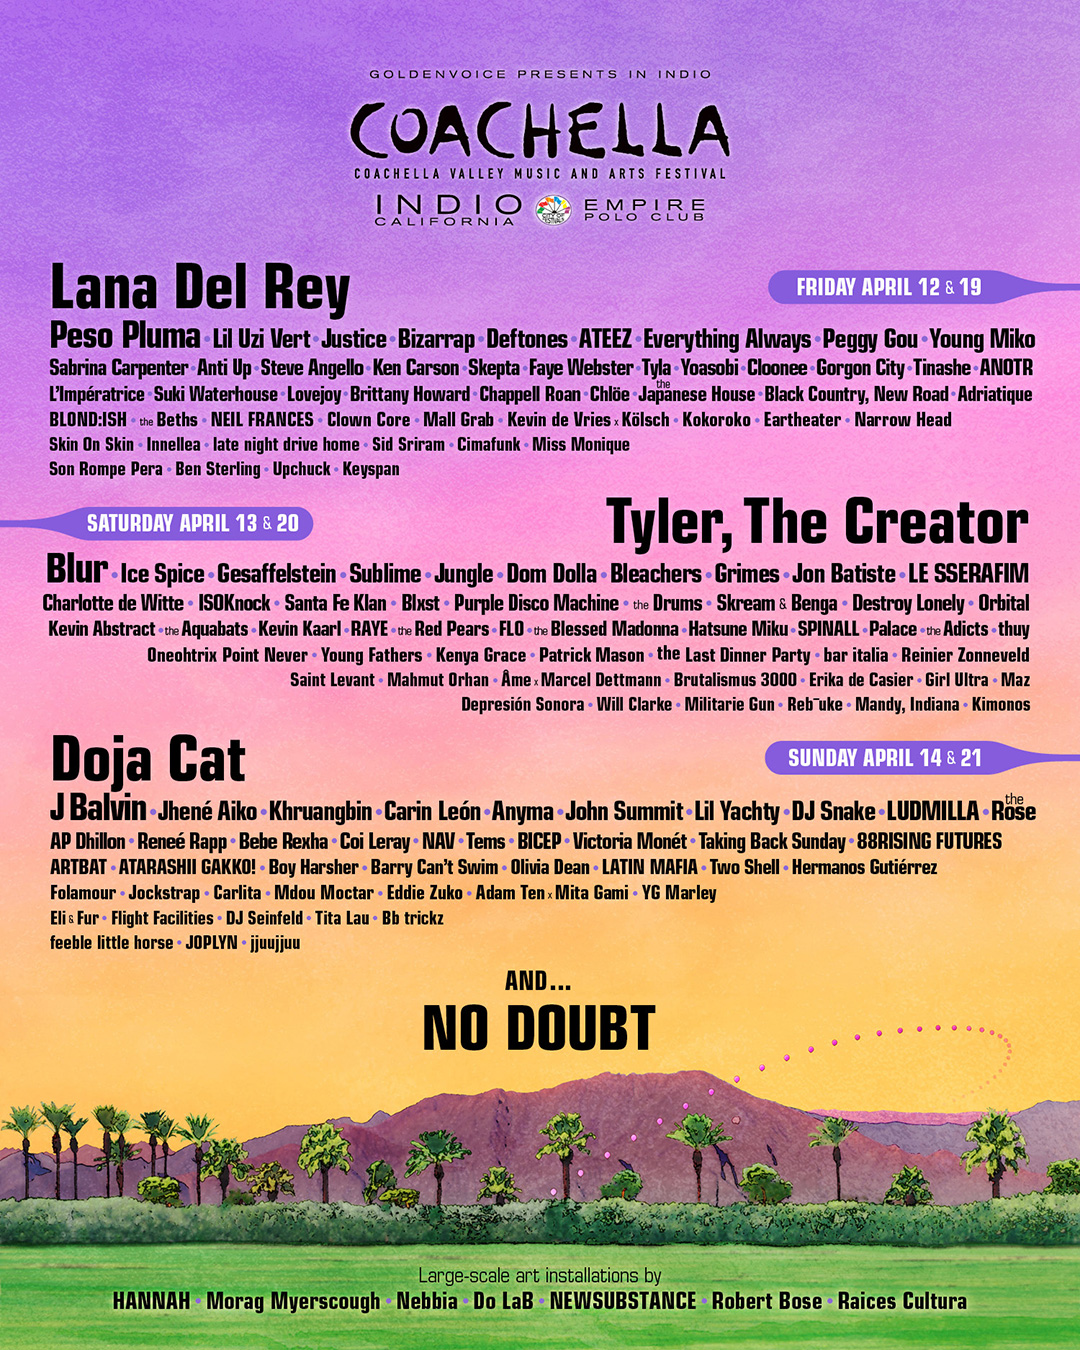 GOLDENVOICE PRESENTS IN INDIO
COACHELLA
COACHELLA VALLEY MUSIC AND ARTS FESTIVAL
INDIO CALIFORNIA EMPIRE POLO CLUB
Lana Del Rey
FRIDAY APRIL 12 & 19
Peso Pluma • Lil Uzi Vert • Justice • Bizarrap • Deftones • ATEEZ • Everything Always • Peggy Gou • Young Miko
Sabrina Carpenter • Anti Up • Steve Angello • Ken Carson • Skepta • Faye Webster • Tyla • Yoasobi • Cloonee • Gorgon City • Tinashe • ANOTR
L'Impératrice • Suki Waterhouse • Lovejoy • Brittany Howard • Chappell Roan • Chlöe • the Japanese House • Black Country, New Road • Adriatique
BLOND:ISH • the Beths • NEIL FRANCES • Clown Core • Mall Grab • Kevin de Vries x Kölsch • Kokoroko • Eartheater • Narrow Head
Skin On Skin • Innellea • late night drive home • Sid Sriram • Cimafunk • Miss Monique
Son Rompe Pera • Ben Sterling • Upchuck • Keyspan
SATURDAY APRIL 13 & 20
Tyler, The Creator
Blur • Ice Spice • Gesaffelstein • Sublime • Jungle • Dom Dolla • Bleachers • Grimes • Jon Batiste • LE SSERAFIM
Charlotte de Witte • ISOKnock • Santa Fe Klan • Blxst • Purple Disco Machine • the Drums • Skream & Benga • Destroy Lonely • Orbital
Kevin Abstract • the Aquabats • Kevin Kaarl • RAYE • the Red Pears • FLO • the Blessed Madonna • Hatsune Miku • SPINALL • Palace • the Adicts • thuy
Oneohtrix Point Never • Young Fathers • Kenya Grace • Patrick Mason • the Last Dinner Party • bar italia • Reinier Zonneveld
Saint Levant • Mahmut Orhan • Âme x Marcel Dettmann • Brutalismus 3000 • Erika de Casier • Girl Ultra • Maz
Depresión Sonora • Will Clarke • Militarie Gun • Reb¯uke • Mandy, Indiana • Kimonos
Doja Cat
SUNDAY APRIL 14 & 21
J Balvin • Jhené Aiko • Khruangbin • Carin León • Anyma • John Summit • Lil Yachty • DJ Snake • LUDMILLA • the Rose
AP Dhillon • Reneé Rapp • Bebe Rexha • Coi Leray • NAV • Tems • BICEP • Victoria Monét • Taking Back Sunday • 88RISING FUTURES
ARTBAT • ATARASHII GAKKO! • Boy Harsher • Barry Can't Swim • Olivia Dean • LATIN MAFIA • Two Shell • Hermanos Gutiérrez
Folamour • Jockstrap • Carlita • Mdou Moctar • Eddie Zuko • Adam Ten x Mita Gami • YG Marley
Eli & Fur • Flight Facilities • DJ Seinfeld • Tita Lau • Bb trickz
feeble little horse • JOPLYN • jjuujjuu
AND...
NO DOUBT
Large-scale art installations by
HANNAH • Morag Myerscough • Nebbia • Do LaB • NEWSUBSTANCE • Robert Bose • Raices Cultura